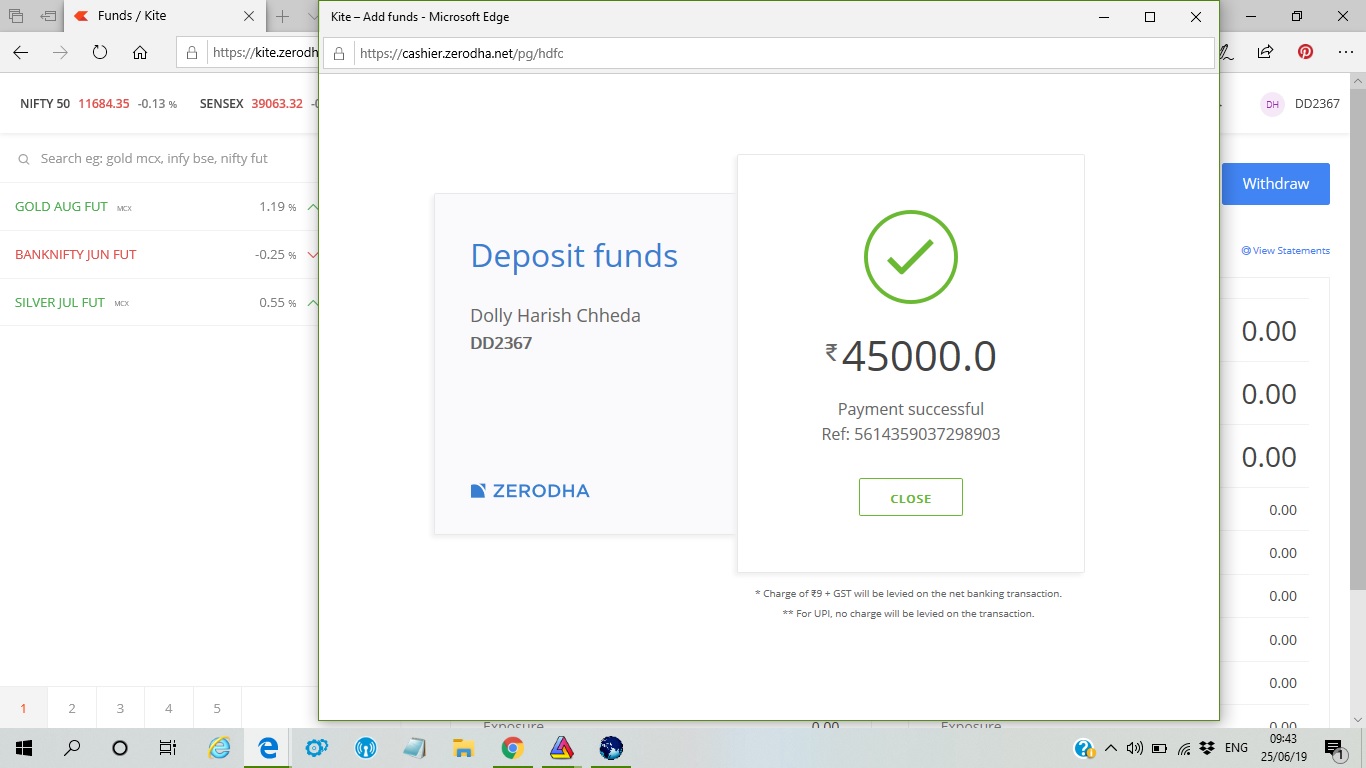 Funds / Kite
Kite – Add funds - Microsoft Edge
https://kite.zerodh
https://cashier.zerodha.net/pg/hdfc
NIFTY 50 11684.35 -0.13 %
SENSEX 39063.32
DH DD2367
Search eg: gold mcx, infy bse, nifty fut
Withdraw
GOLD AUG FUT MCX 1.19 %
BANKNIFTY JUN FUT -0.25 %
SILVER JUL FUT MCX 0.55 %
View Statements
Deposit funds
Dolly Harish Chheda
DD2367
ZERODHA
₹45000.0
Payment successful
Ref: 5614359037298903
CLOSE
* Charge of ₹9 + GST will be levied on the net banking transaction.
** For UPI, no charge will be levied on the transaction.
0.00
0.00
0.00
0.00
0.00
0.00
0.00
0.00
0.00
Exposure 0.00 Exposure
1 2 3 4 5
ENG
09:43
25/06/19
1